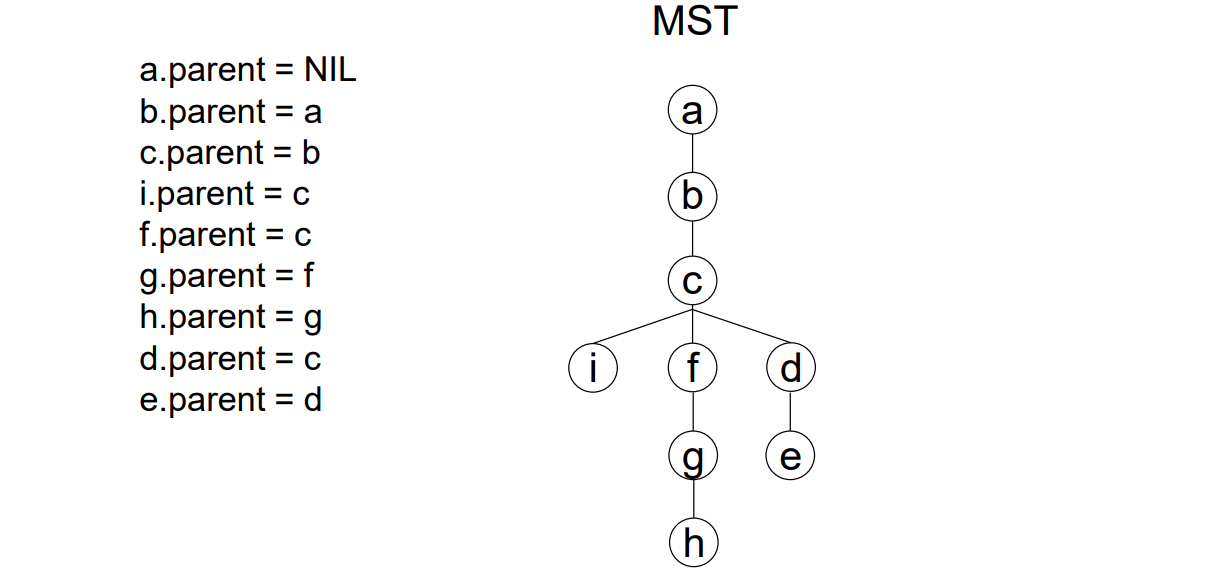 MST
a.parent = NIL
b.parent = a
c.parent = b
i.parent = c
f.parent = c
g.parent = f
h.parent = g
d.parent = c
e.parent = d
a
b
c
i f d
g e
h